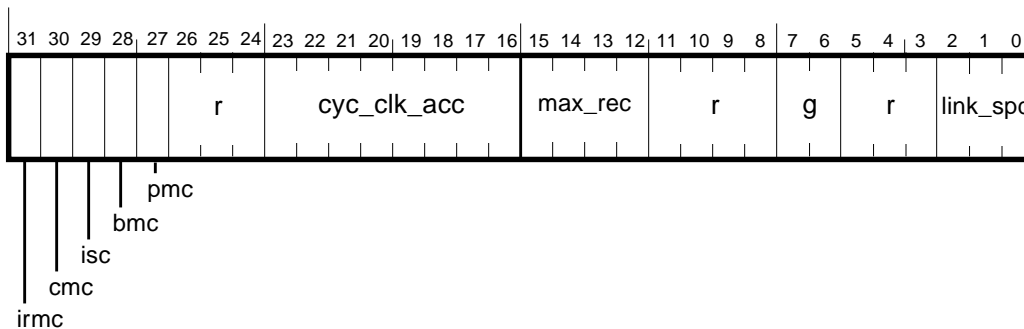 31 30 29 28 27 26 25 24 23 22 21 20 19 18 17 16 15 14 13 12 11 10 9 8 7 6 5 4 3 2 1 0
r cyc_clk_acc max_rec r g r link_spd
pmc
bmc
isc
cmc
irmc